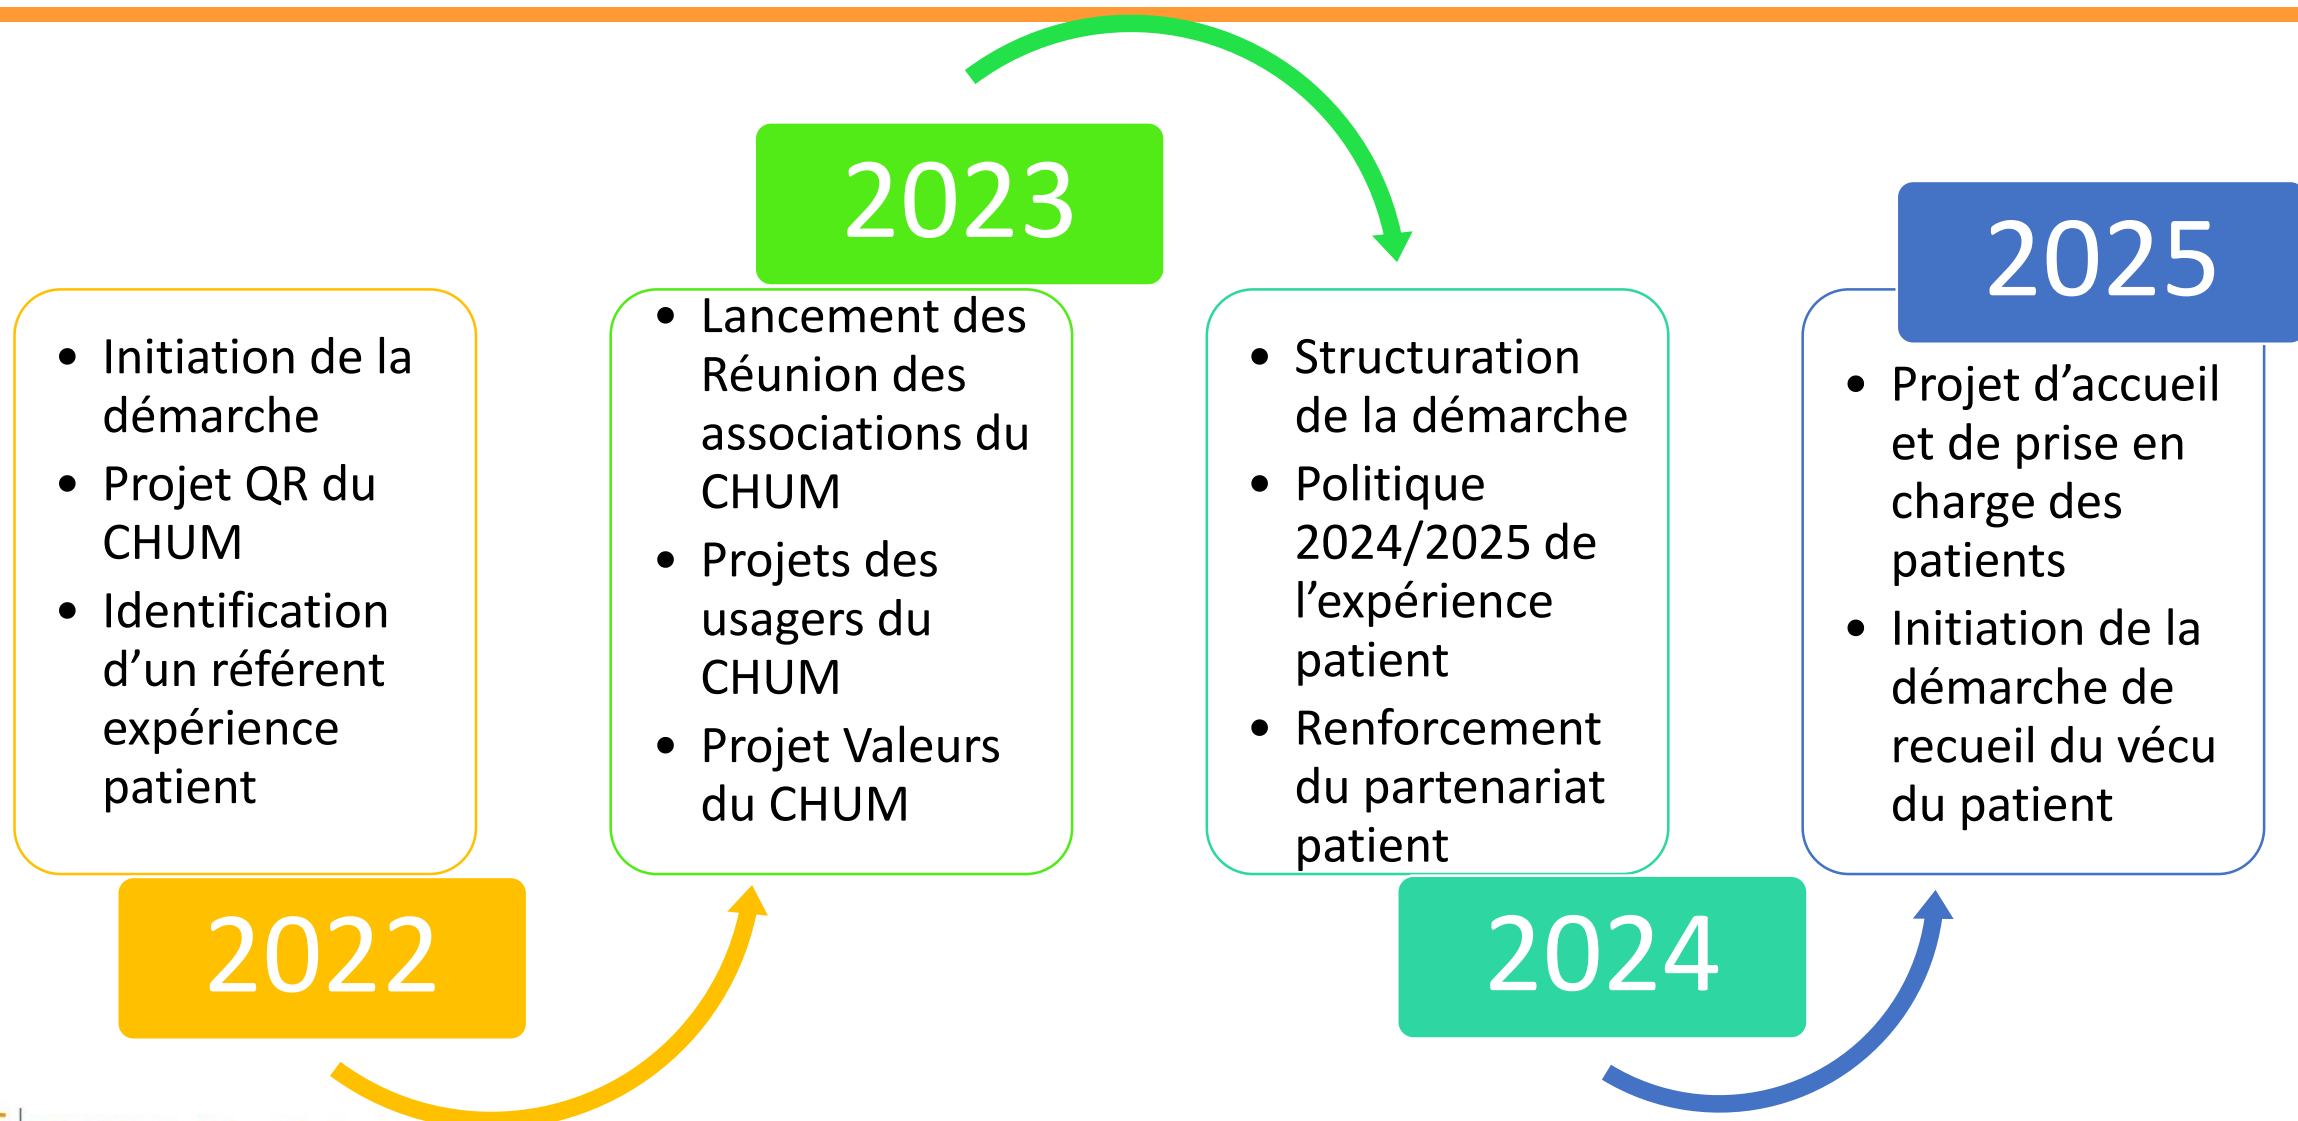 2022
• Initiation de la
démarche
• Projet QR du
CHUM
• Identification
d’un référent
expérience
patient
2023
• Lancement des
Réunion des
associations du
CHUM
• Projets des
usagers du
CHUM
• Projet Valeurs
du CHUM
2024
• Structuration
de la démarche
• Politique
2024/2025 de
l’expérience
patient
• Renforcement
du partenariat
patient
2025
• Projet d’accueil
et de prise en
charge des
patients
• Initiation de la
démarche de
recueil du vécu
du patient